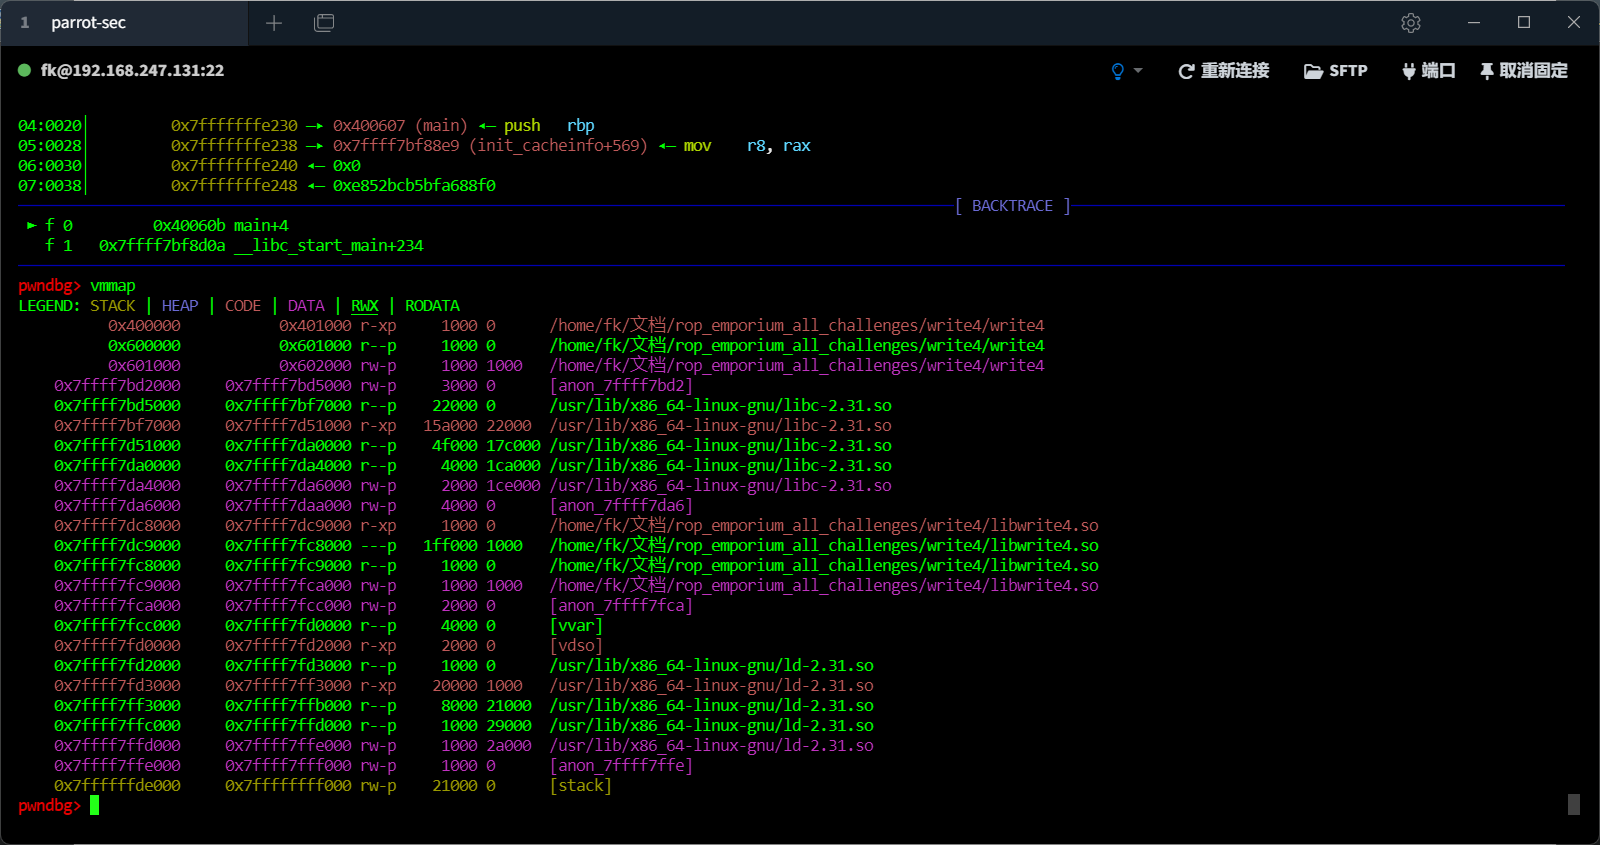 1 parrot-sec
fk@192.168.247.131:22 重新连接 SFTP 端口 取消固定
04:0020│ 0x7fffffffe230 —▸ 0x400607 (main) ◂— push rbp
05:0028│ 0x7fffffffe238 —▸ 0x7ffff7bf88e9 (init_cacheinfo+569) ◂— mov r8, rax
06:0030│ 0x7fffffffe240 ◂— 0x0
07:0038│ 0x7fffffffe248 ◂— 0xe852bcb5bfa688f0
[ BACKTRACE ]
► f 0 0x40060b main+4
f 1 0x7ffff7bf8d0a __libc_start_main+234
pwndbg> vmmap
LEGEND: STACK | HEAP | CODE | DATA | RWX | RODATA
0x400000 0x401000 r-xp 1000 0 /home/fk/文档/rop_emporium_all_challenges/write4/write4
0x600000 0x601000 r--p 1000 0 /home/fk/文档/rop_emporium_all_challenges/write4/write4
0x601000 0x602000 rw-p 1000 1000 /home/fk/文档/rop_emporium_all_challenges/write4/write4
0x7ffff7bd2000 0x7ffff7bd5000 rw-p 3000 0 [anon_7ffff7bd2]
0x7ffff7bd5000 0x7ffff7bf7000 r--p 22000 0 /usr/lib/x86_64-linux-gnu/libc-2.31.so
0x7ffff7bf7000 0x7ffff7d51000 r-xp 15a000 22000 /usr/lib/x86_64-linux-gnu/libc-2.31.so
0x7ffff7d51000 0x7ffff7da0000 r--p 4f000 17c000 /usr/lib/x86_64-linux-gnu/libc-2.31.so
0x7ffff7da0000 0x7ffff7da4000 r--p 4000 1ca000 /usr/lib/x86_64-linux-gnu/libc-2.31.so
0x7ffff7da4000 0x7ffff7da6000 rw-p 2000 1ce000 /usr/lib/x86_64-linux-gnu/libc-2.31.so
0x7ffff7da6000 0x7ffff7daa000 rw-p 4000 0 [anon_7ffff7da6]
0x7ffff7dc8000 0x7ffff7dc9000 r-xp 1000 0 /home/fk/文档/rop_emporium_all_challenges/write4/libwrite4.so
0x7ffff7dc9000 0x7ffff7fc8000 ---p 1ff000 1000 /home/fk/文档/rop_emporium_all_challenges/write4/libwrite4.so
0x7ffff7fc8000 0x7ffff7fc9000 r--p 1000 0 /home/fk/文档/rop_emporium_all_challenges/write4/libwrite4.so
0x7ffff7fc9000 0x7ffff7fca000 rw-p 1000 1000 /home/fk/文档/rop_emporium_all_challenges/write4/libwrite4.so
0x7ffff7fca000 0x7ffff7fcc000 rw-p 2000 0 [anon_7ffff7fca]
0x7ffff7fcc000 0x7ffff7fd0000 r--p 4000 0 [vvar]
0x7ffff7fd0000 0x7ffff7fd2000 r-xp 2000 0 [vdso]
0x7ffff7fd2000 0x7ffff7fd3000 r--p 1000 0 /usr/lib/x86_64-linux-gnu/ld-2.31.so
0x7ffff7fd3000 0x7ffff7ff3000 r-xp 20000 1000 /usr/lib/x86_64-linux-gnu/ld-2.31.so
0x7ffff7ff3000 0x7ffff7ffb000 r--p 8000 21000 /usr/lib/x86_64-linux-gnu/ld-2.31.so
0x7ffff7ffc000 0x7ffff7ffd000 r--p 1000 29000 /usr/lib/x86_64-linux-gnu/ld-2.31.so
0x7ffff7ffd000 0x7ffff7ffe000 rw-p 1000 2a000 /usr/lib/x86_64-linux-gnu/ld-2.31.so
0x7ffff7ffe000 0x7ffff7fff000 rw-p 1000 0 [anon_7ffff7ffe]
0x7ffffffde000 0x7ffffffff000 rw-p 21000 0 [stack]
pwndbg>